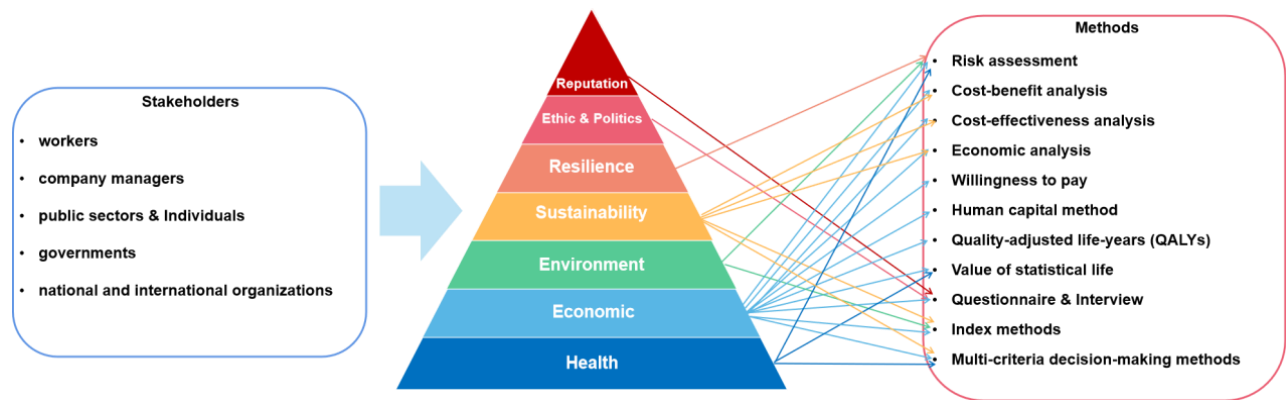 Stakeholders
• workers
• company managers
• public sectors & Individuals
• governments
• national and international organizations
Reputation
Ethic & Politics
Resilience
Sustainability
Environment
Economic
Health
Methods
• Risk assessment
• Cost-benefit analysis
• Cost-effectiveness analysis
• Economic analysis
• Willingness to pay
• Human capital method
• Quality-adjusted life-years (QALYs)
• Value of statistical life
• Questionnaire & Interview
• Index methods
• Multi-criteria decision-making methods